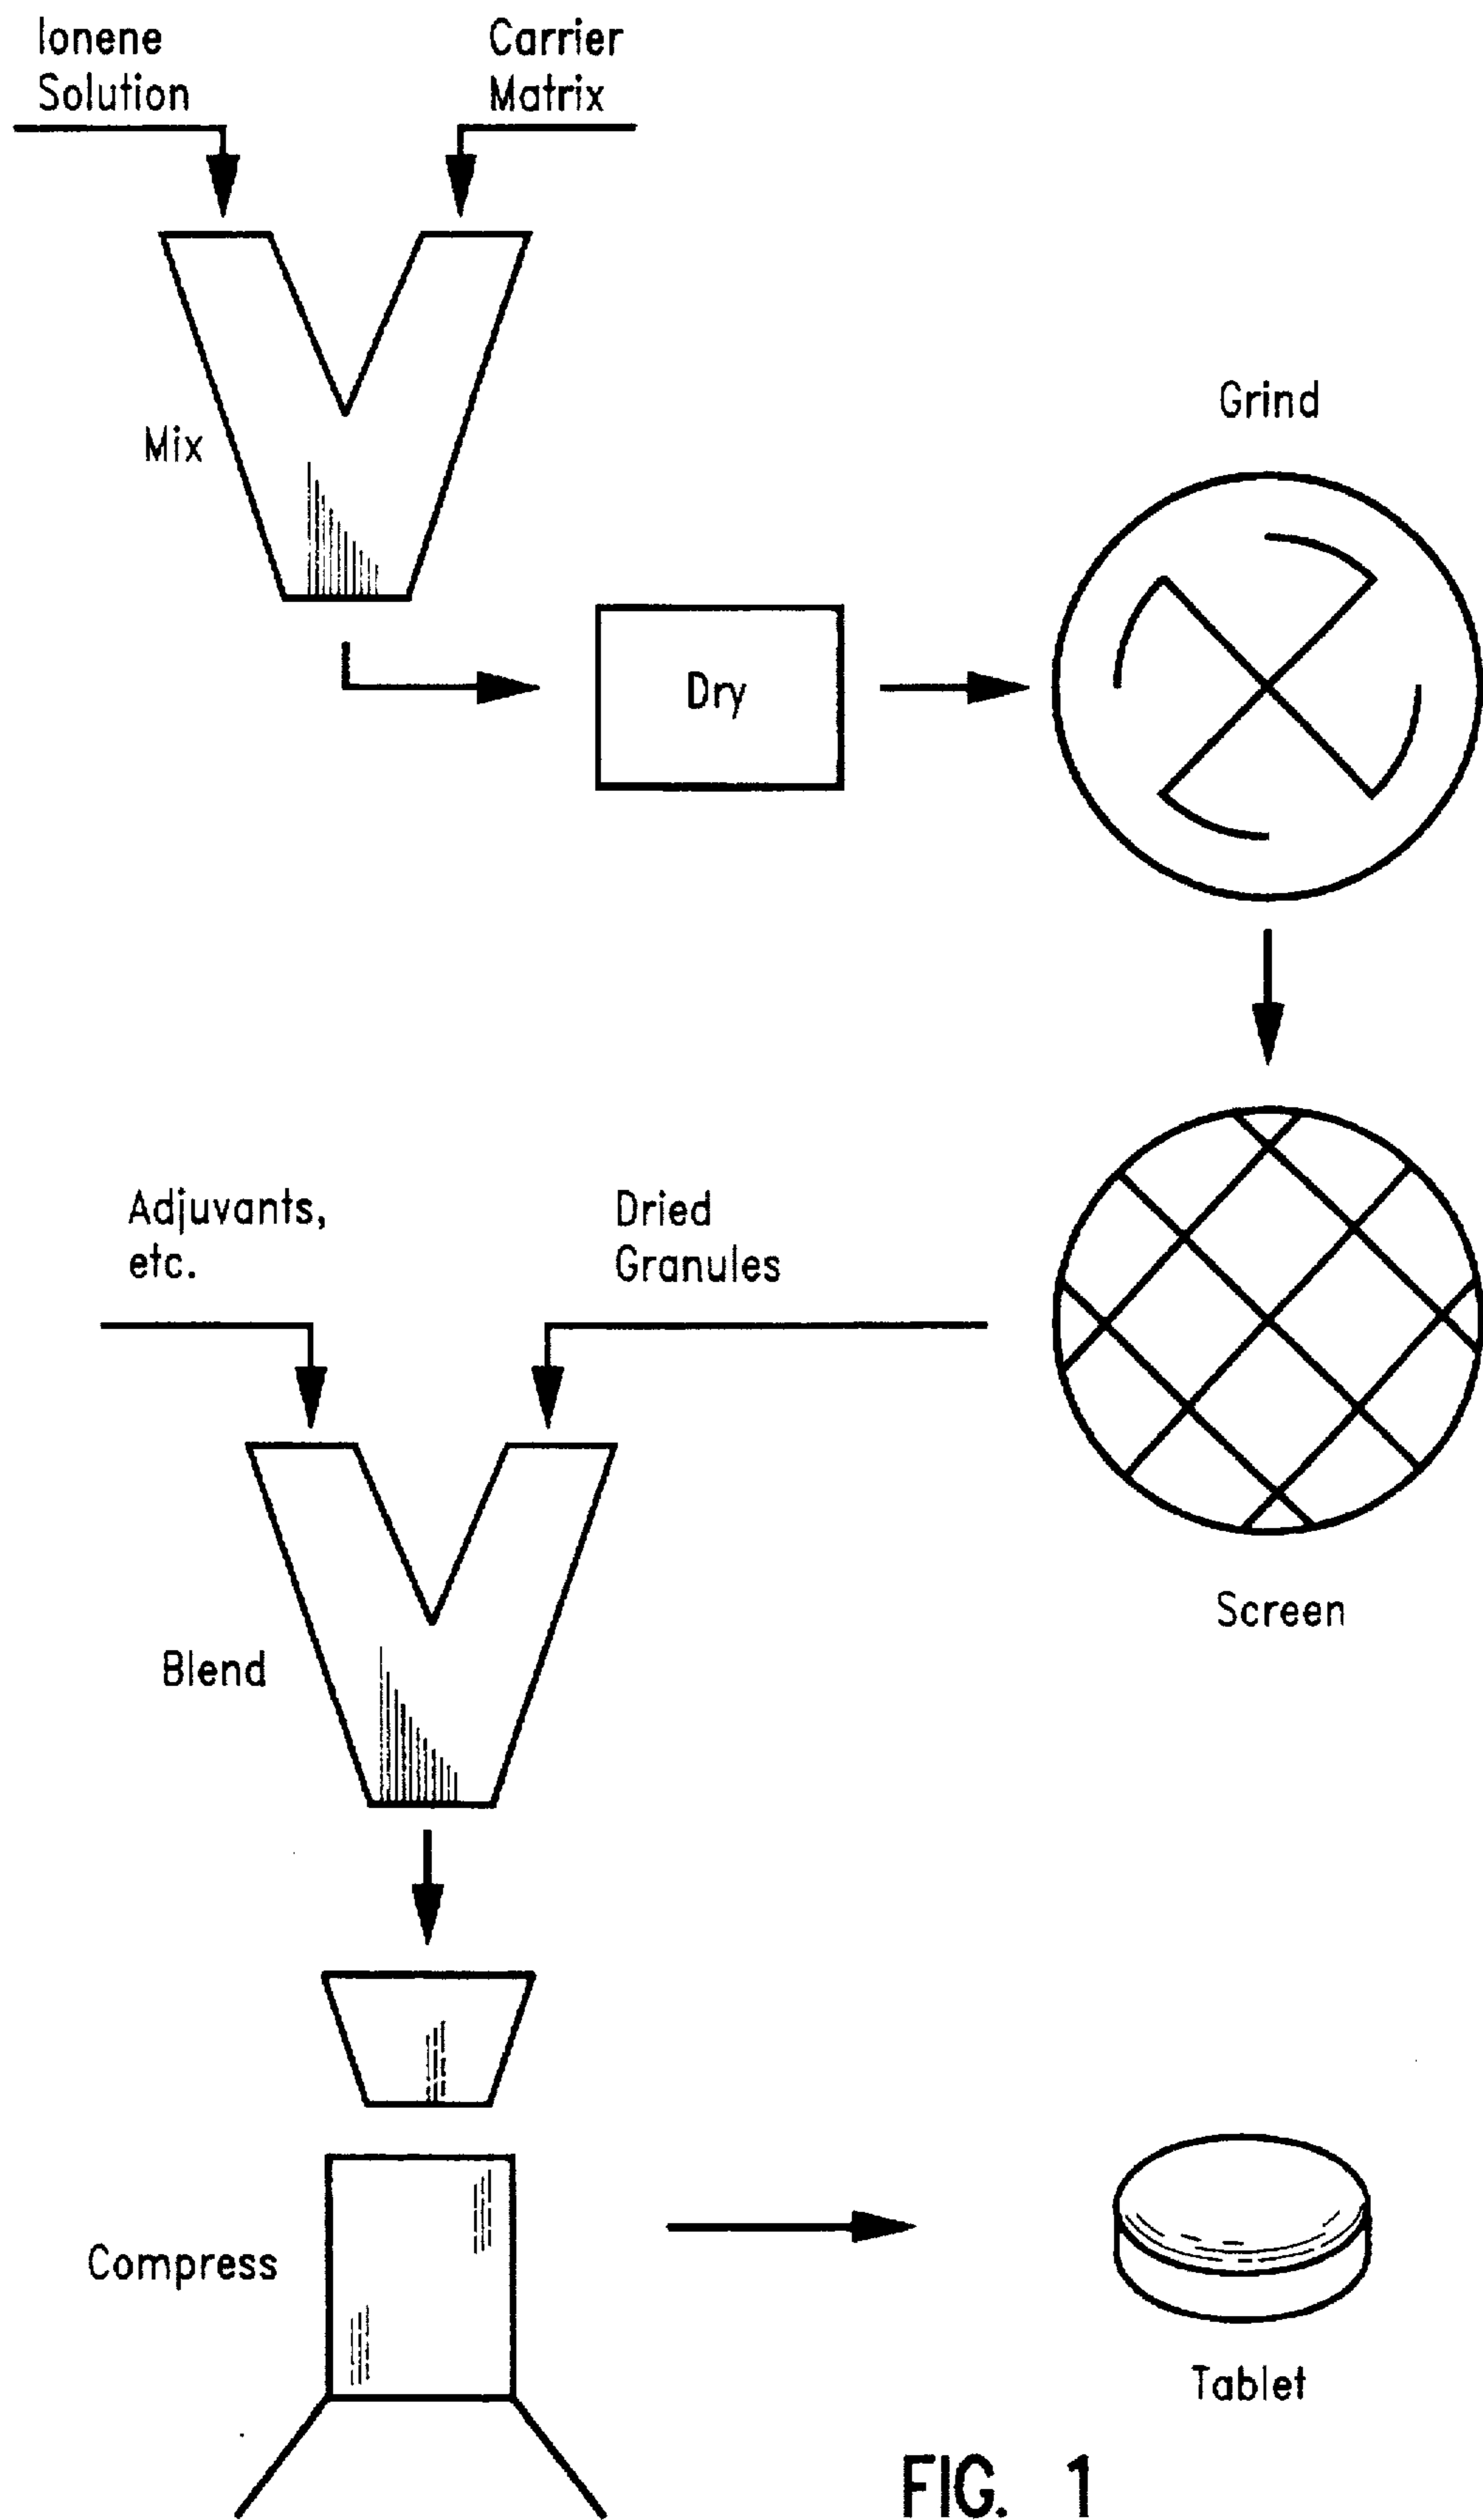 Ionene
Solution
Carrier
Matrix
Mix
Dry
Grind
Adjuvants,
etc.
Dried
Granules
Screen
Blend
Compress
Tablet
FIG. 1